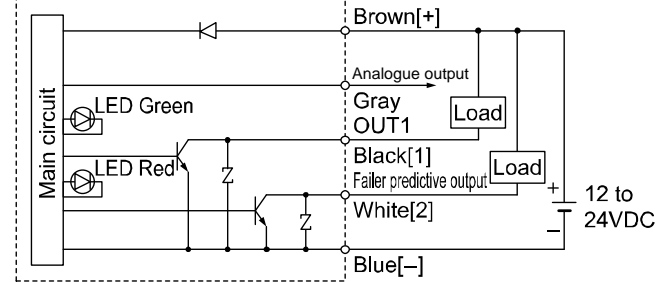 Brown[+]
Analogue output
Gray
LED Green
OUT1
Load
Main circuit
Black[1]
LED Red
Load
Failer predictive output
White[2]
+
12 to
24VDC
−
Blue[–]